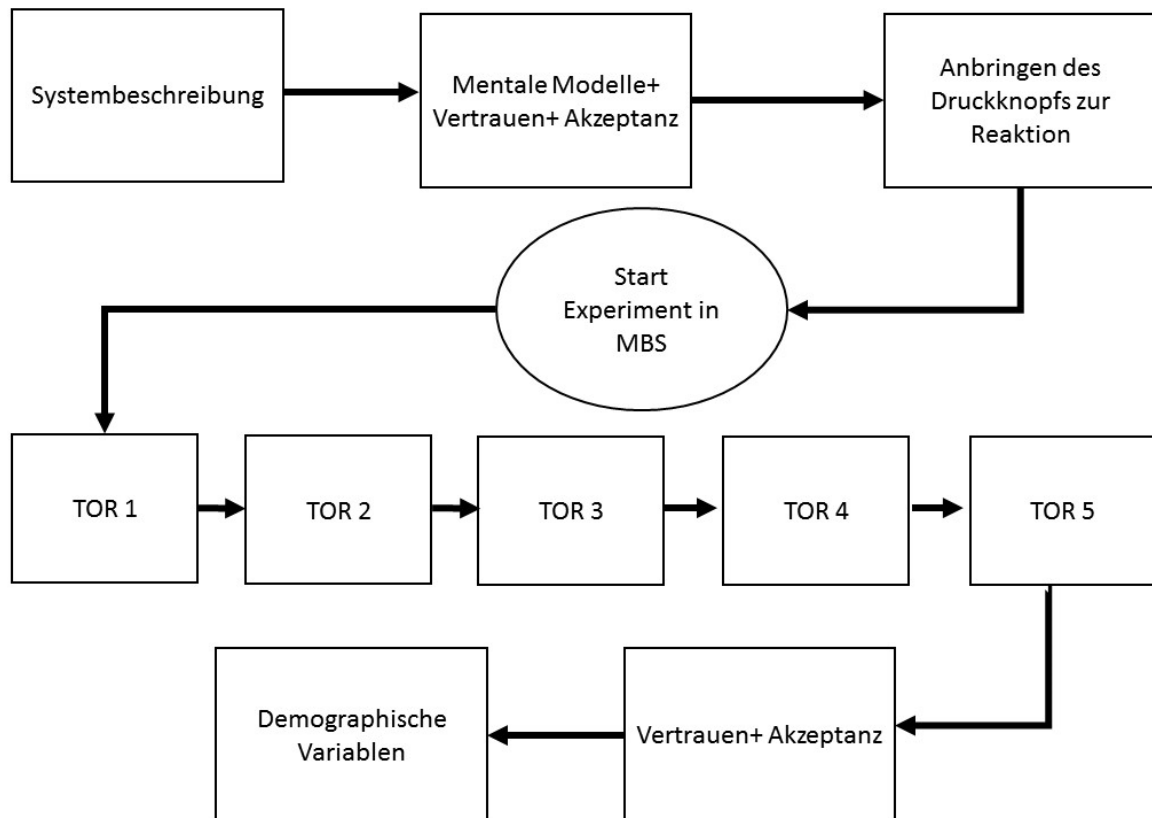 Systembeschreibung
Mentale Modelle+
Vertrauen+ Akzeptanz
Anbringen des
Druckknopfs zur
Reaktion
Start
Experiment in
MBS
TOR 1
TOR 2
TOR 3
TOR 4
TOR 5
Vertrauen+ Akzeptanz
Demographische
Variablen